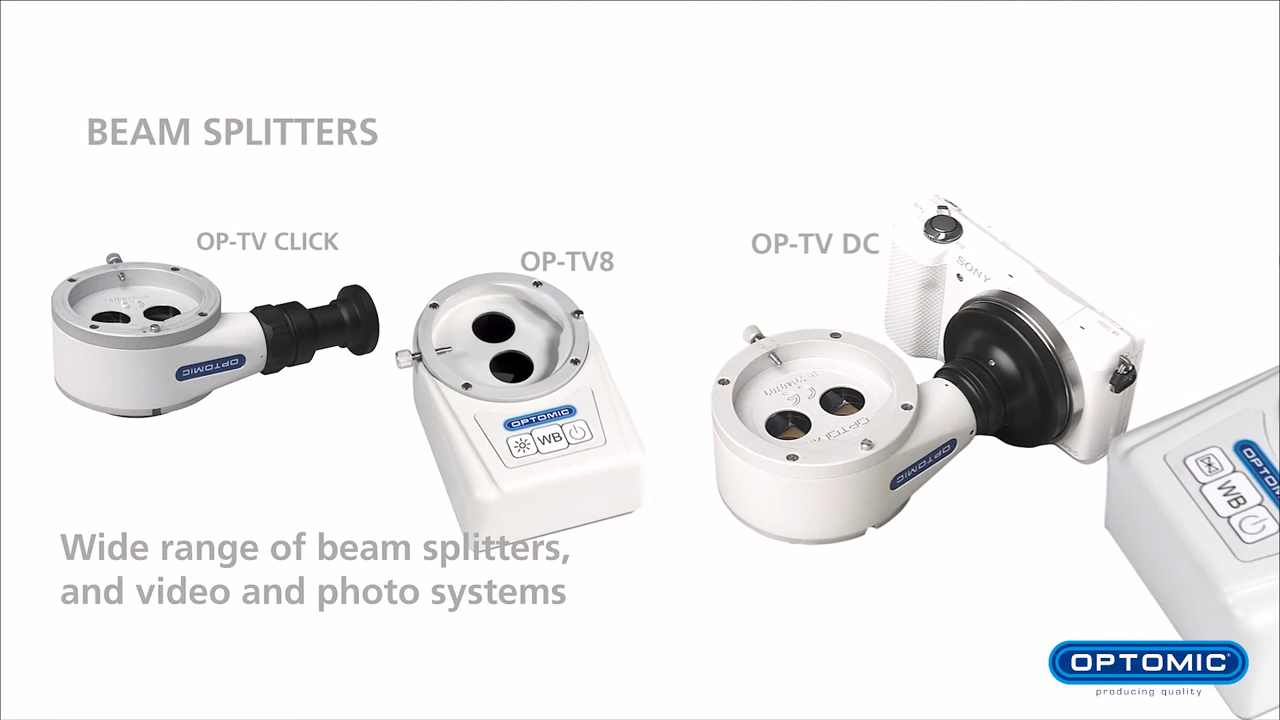 BEAM SPLITTERS
OP-TV CLICK
OP-TV8
OP-TV DC
SONY
OPTOMIC
OPTOMIC
WB
OPTOMIC
WB
Wide range of beam splitters,
and video and photo systems
OPTOMIC
producing quality